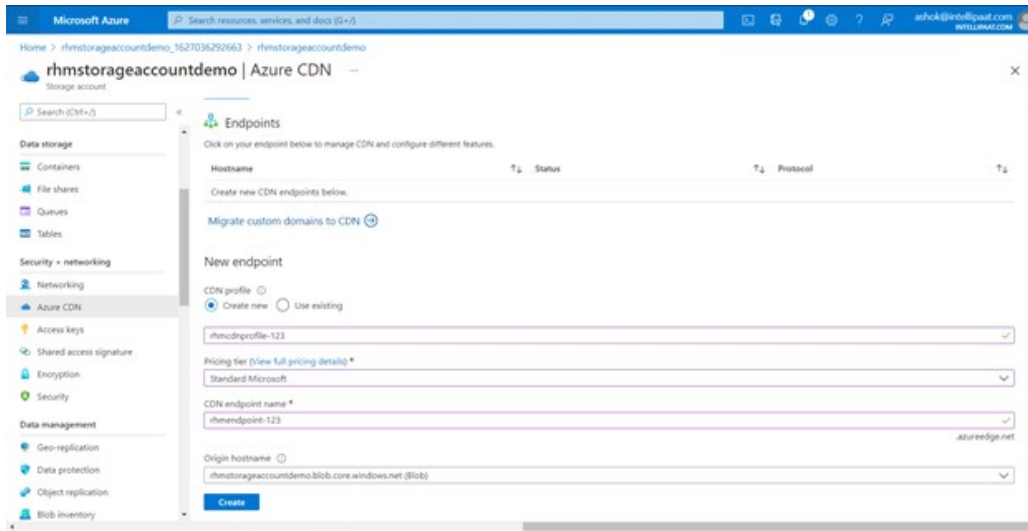 Microsoft Azure
Search resources, services, and docs (G+/)
ashok@intellipaat.com
INTELLIPAAT.COM
Home > rhmstorageaccountdemo_1627036292663 > rhmstorageaccountdemo
rhmstorageaccountdemo | Azure CDN ...
Storage account
Search (Ctrl+/)
Endpoints
Click on your endpoint below to manage CDN and configure different features.
Hostname Status Protocol
Create new CDN endpoints below.
Migrate custom domains to CDN
Data storage
Containers
File shares
Queues
Tables
Security + networking
Networking
Azure CDN
Access keys
Shared access signature
Encryption
Security
Data management
Geo-replication
Data protection
Object replication
Blob inventory
New endpoint
CDN profile
Create new Use existing
rhmcdnprofile-123
Pricing tier (View full pricing details) *
Standard Microsoft
CDN endpoint name *
rhmendpoint-123
.azureedge.net
Origin hostname
rhmstorageaccountdemo.blob.core.windows.net (Blob)
Create